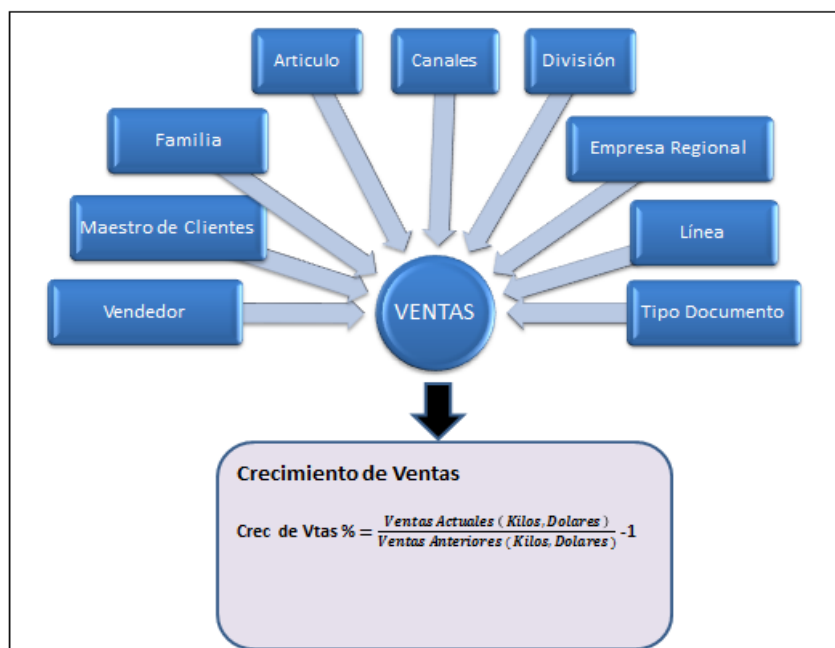 Articulo
Canales
División
Familia
Empresa Regional
Maestro de Clientes
Línea
Vendedor
VENTAS
Tipo Documento
Crecimiento de Ventas
Crec de Vtas % = Ventas Actuales ( Kilos, Dolares ) / Ventas Anteriores ( Kilos, Dolares ) -1